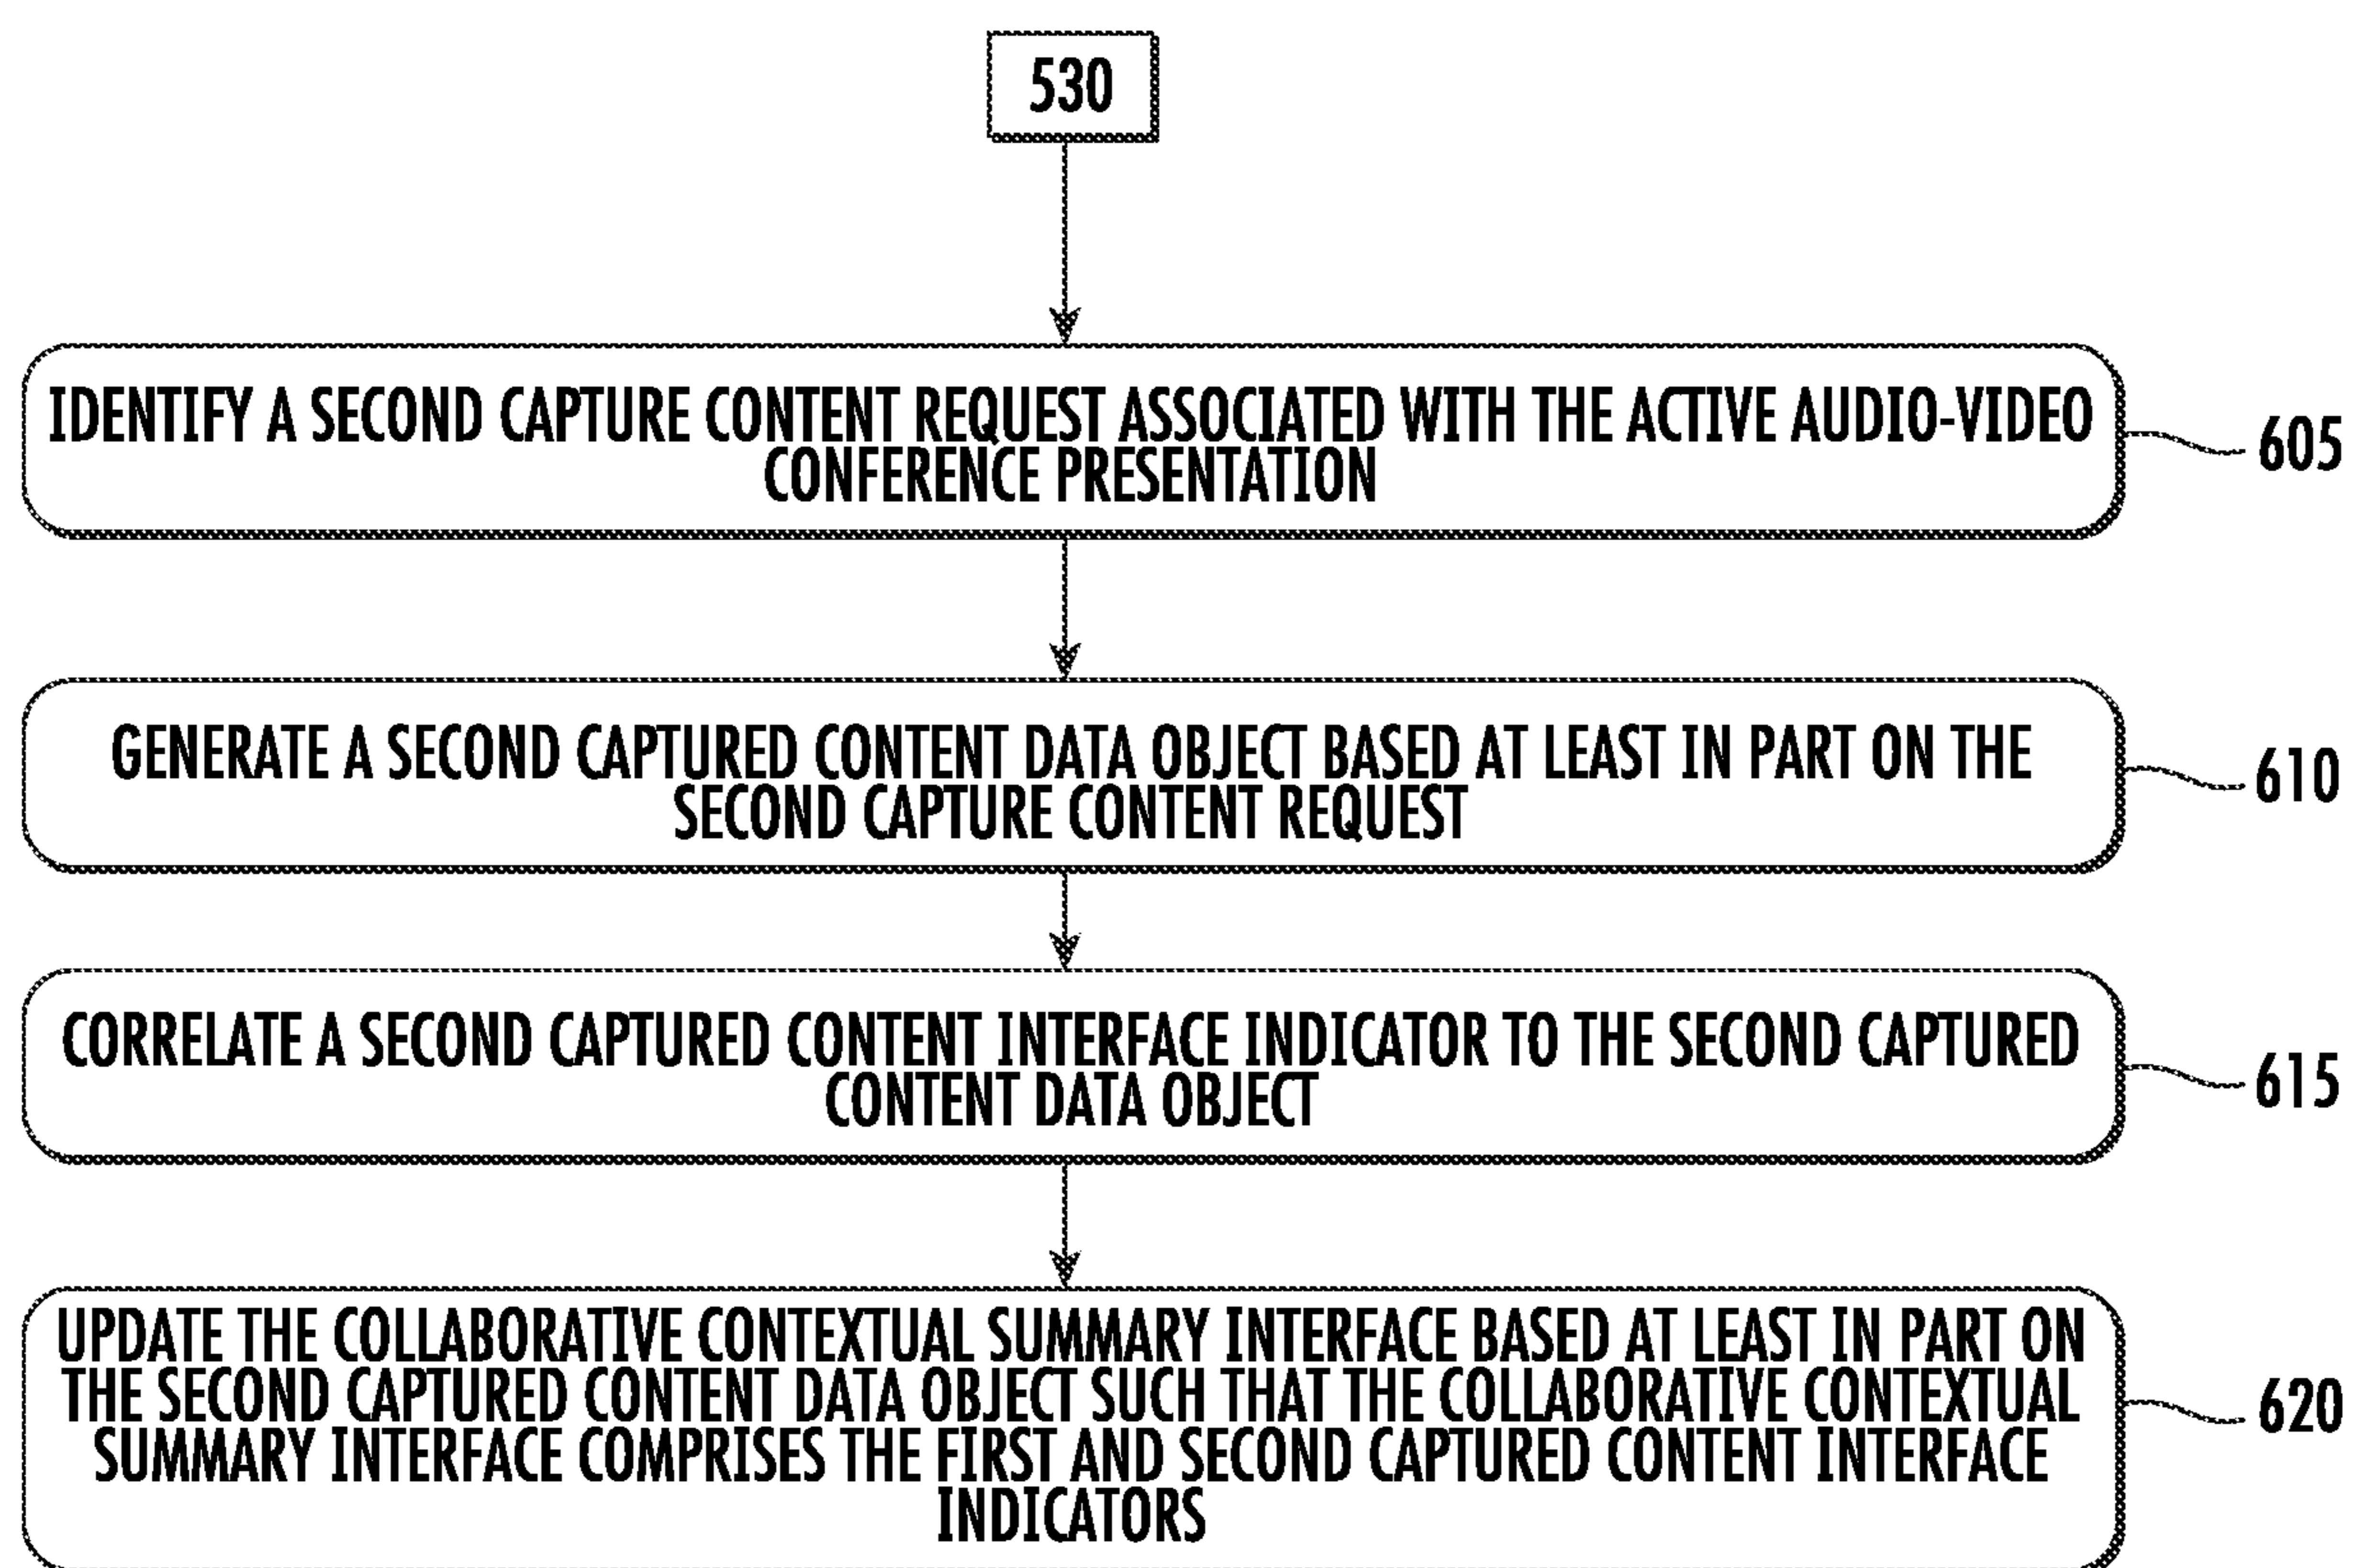 530
IDENTIFY A SECOND CAPTURE CONTENT REQUEST ASSOCIATED WITH THE ACTIVE AUDIO-VIDEO
CONFERENCE PRESENTATION
605
GENERATE A SECOND CAPTURED CONTENT DATA OBJECT BASED AT LEAST IN PART ON THE
SECOND CAPTURE CONTENT REQUEST
610
CORRELATE A SECOND CAPTURED CONTENT INTERFACE INDICATOR TO THE SECOND CAPTURED
CONTENT DATA OBJECT
615
UPDATE THE COLLABORATIVE CONTEXTUAL SUMMARY INTERFACE BASED AT LEAST IN PART ON
THE SECOND CAPTURED CONTENT DATA OBJECT SUCH THAT THE COLLABORATIVE CONTEXTUAL
SUMMARY INTERFACE COMPRISES THE FIRST AND SECOND CAPTURED CONTENT INTERFACE
INDICATORS
620